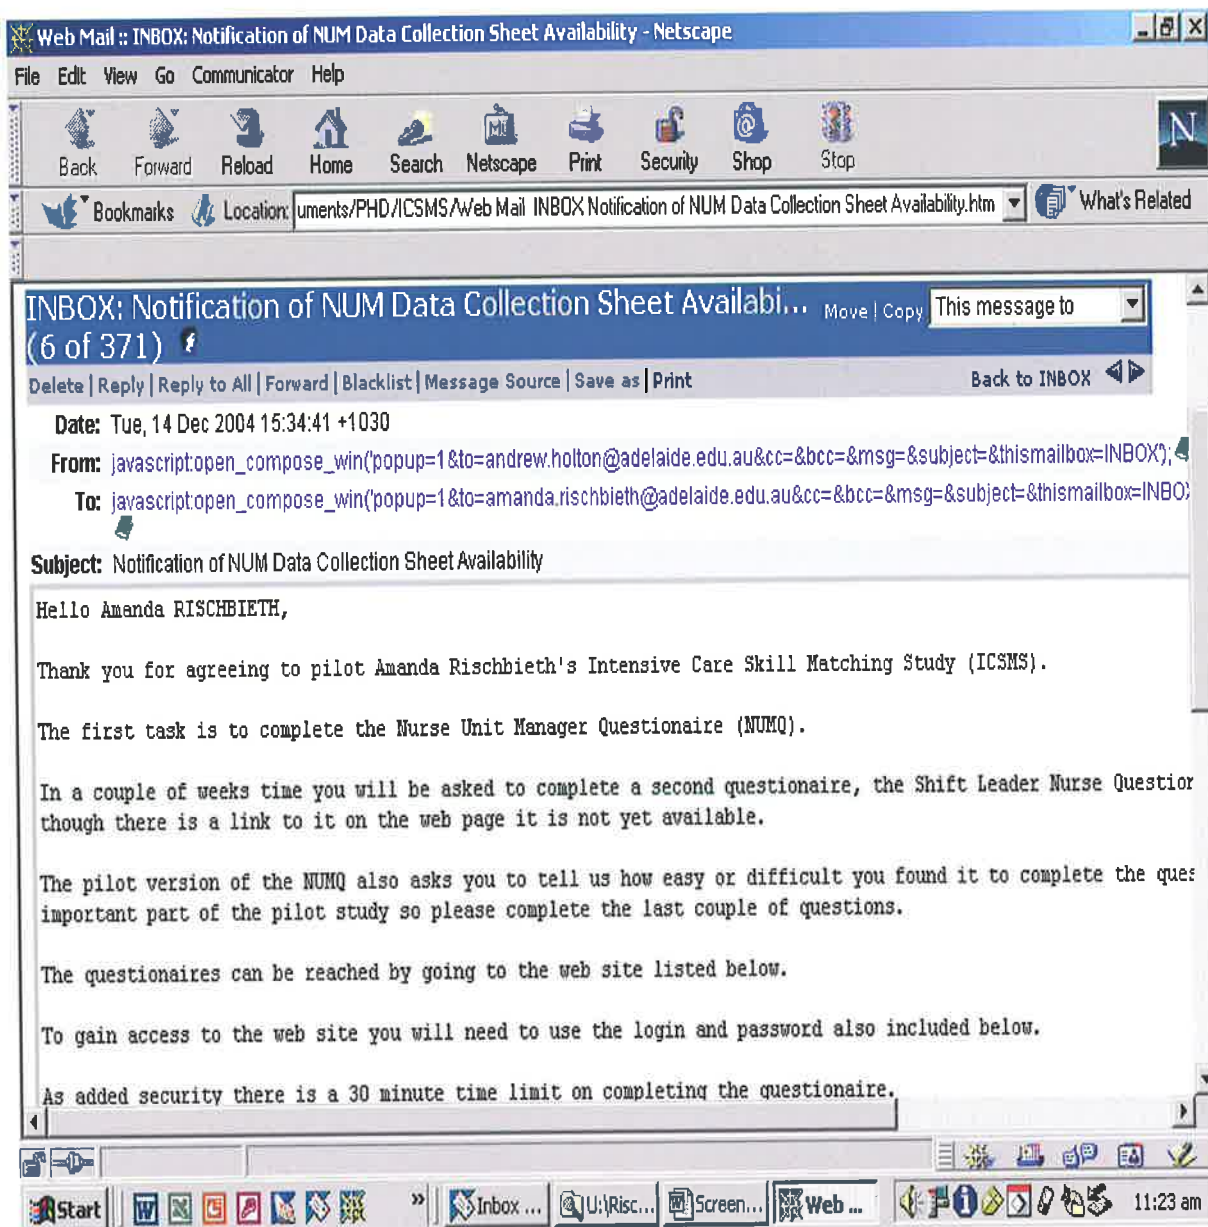 Web Mail :: INBOX: Notification of NUM Data Collection Sheet Availability - Netscape
File Edit View Go Communicator Help
Back Forward Reload Home Search Netscape Print Security Shop Stop
N
Bookmarks Location: uments/PHD/ICSMS/Web Mail INBOX Notification of NUM Data Collection Sheet Availability.htm What's Related
INBOX: Notification of NUM Data Collection Sheet Availabi... Move | Copy This message to
(6 of 371)
Delete | Reply | Reply to All | Forward | Blacklist | Message Source | Save as | Print Back to INBOX
Date: Tue, 14 Dec 2004 15:34:41 +1030
From: javascript:open_compose_win('popup=1&to=andrew.holton@adelaide.edu.au&cc=&bcc=&msg=&subject=&thismailbox=INBOX');
To: javascript:open_compose_win('popup=1&to=amanda.rischbieth@adelaide.edu.au&cc=&bcc=&msg=&subject=&thismailbox=INBO
Subject: Notification of NUM Data Collection Sheet Availability
Hello Amanda RISCHBIETH,
Thank you for agreeing to pilot Amanda Rischbieth's Intensive Care Skill Matching Study (ICSMS).
The first task is to complete the Nurse Unit Manager Questionaire (NUMQ).
In a couple of weeks time you will be asked to complete a second questionaire, the Shift Leader Nurse Question
though there is a link to it on the web page it is not yet available.
The pilot version of the NUMQ also asks you to tell us how easy or difficult you found it to complete the ques
important part of the pilot study so please complete the last couple of questions.
The questionaires can be reached by going to the web site listed below.
To gain access to the web site you will need to use the login and password also included below.
As added security there is a 30 minute time limit on completing the questionaire.
Start » Inbox ... U:\Risc... Screen... Web ... 11:23 am